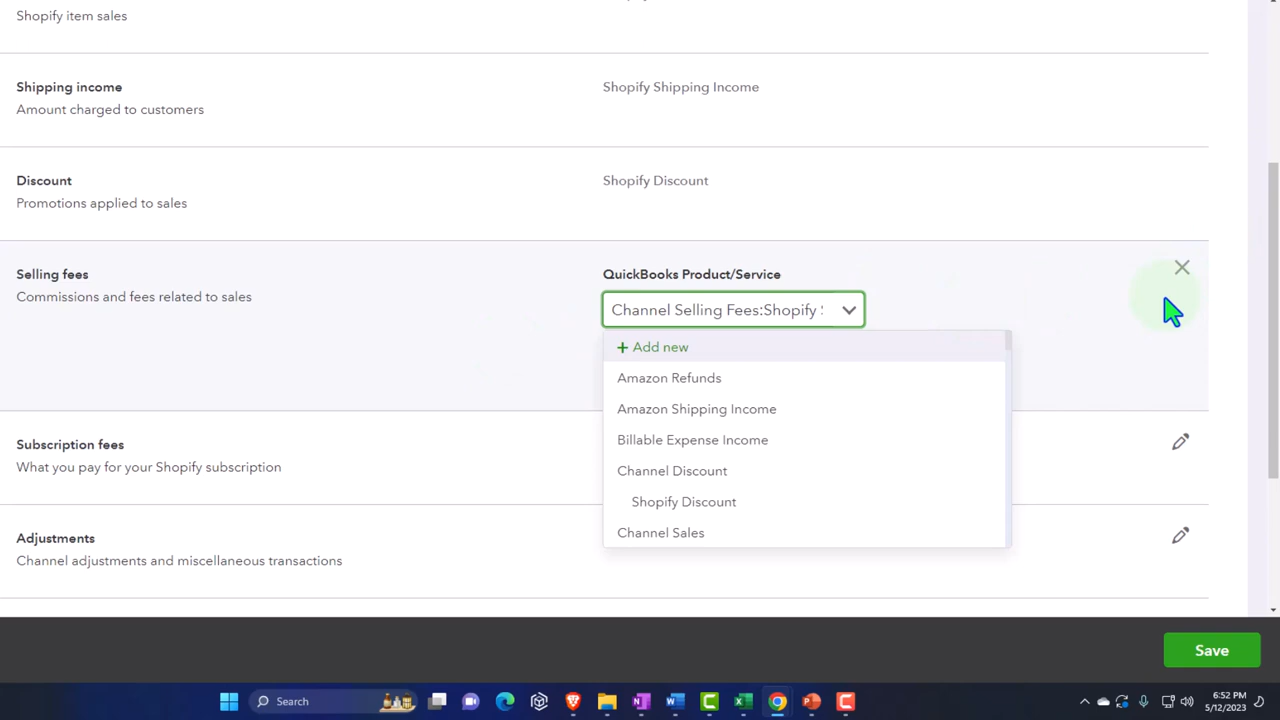 Shopify item sales
Shipping income
Shopify Shipping Income
Amount charged to customers
Discount
Shopify Discount
Promotions applied to sales
Selling fees
QuickBooks Product/Service
Commissions and fees related to sales
Channel Selling Fees:Shopify
+ Add new
Amazon Refunds
Amazon Shipping Income
Billable Expense Income
Channel Discount
Shopify Discount
Channel Sales
Subscription fees
What you pay for your Shopify subscription
Adjustments
Channel adjustments and miscellaneous transactions
Save
Search
6:52 PM
5/12/2023